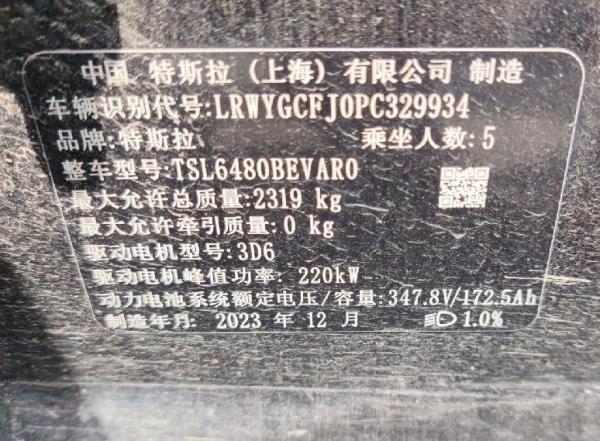 中国 特斯拉（上海）有限公司 制造
车辆识别代号:LRWYGCFJ0PC329934
品牌:特斯拉 乘坐人数:5
整车型号:TSL6480BEVAR0
最大允许总质量:2319 kg
最大允许牵引质量:0 kg
驱动电机型号:3D6
驱动电机峰值功率: 220kW
动力电池系统额定电压/容量:347.8V/172.5Ah
制造年月: 2023 年 12 月 1.0%